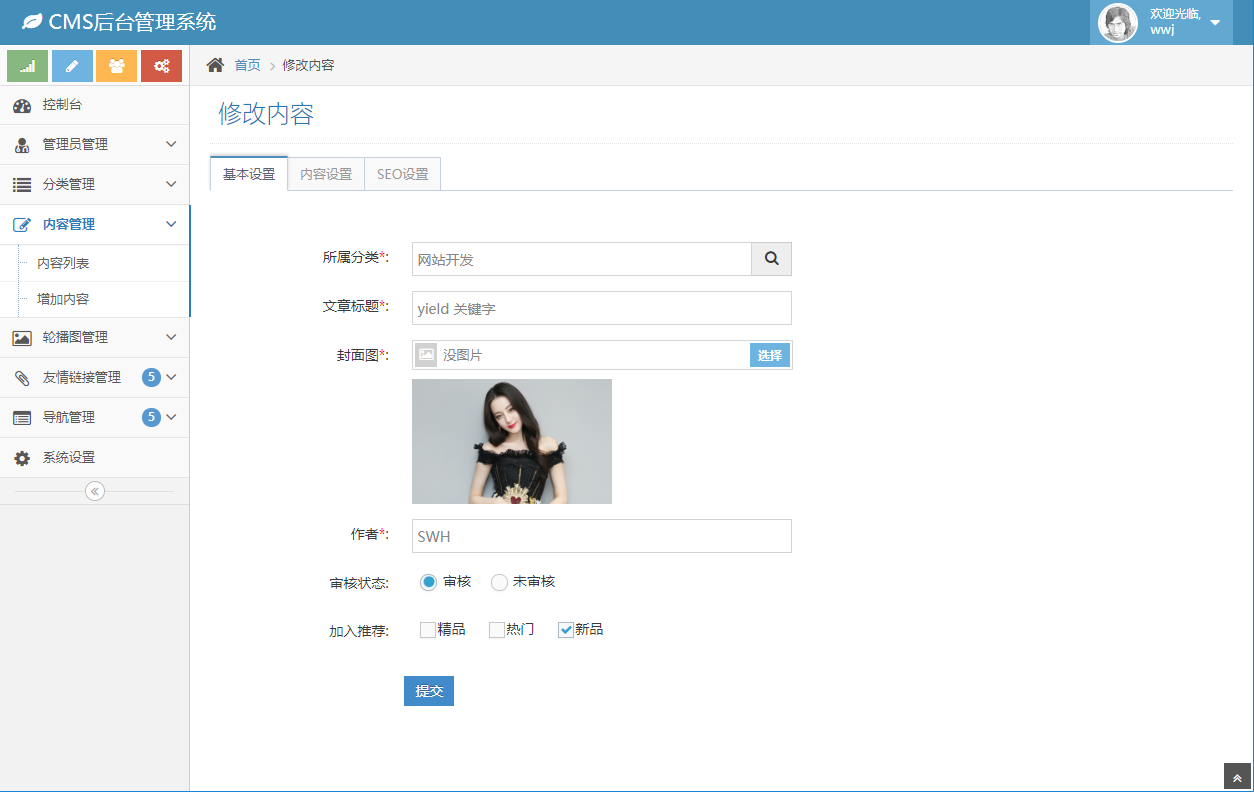 CMS后台管理系统
欢迎光临,
wwj
首页
修改内容
控制台
管理员管理
分类管理
内容管理
内容列表
增加内容
轮播图管理
友情链接管理 5
导航管理 5
系统设置
修改内容
基本设置 内容设置 SEO设置
所属分类*: 网站开发
文章标题*: yield 关键字
封面图*: 没图片 选择
作者*: SWH
审核状态: 审核 未审核
加入推荐: 精品 热门 新品
提交